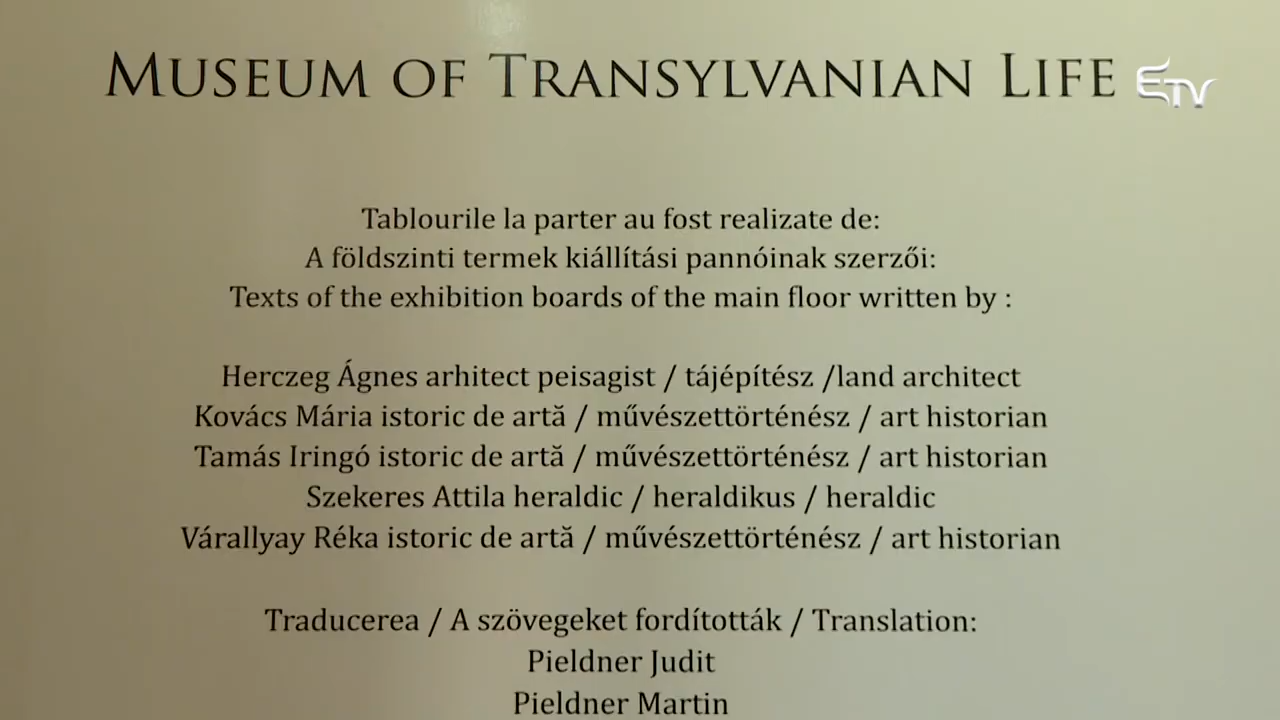 MUSEUM OF TRANSYLVANIAN LIFE
ETV
Tablourile la parter au fost realizate de:
A földszinti termek kiállítási pannóinak szerzői:
Texts of the exhibition boards of the main floor written by :
Herczeg Ágnes arhitect peisagist / tájépítész /land architect
Kovács Mária istoric de artă / művészettörténész / art historian
Tamás Iringó istoric de artă / művészettörténész / art historian
Szekeres Attila heraldic / heraldikus / heraldic
Várallyay Réka istoric de artă / művészettörténész / art historian
Traducerea / A szövegeket fordították / Translation:
Pieldner Judit
Pieldner Martin